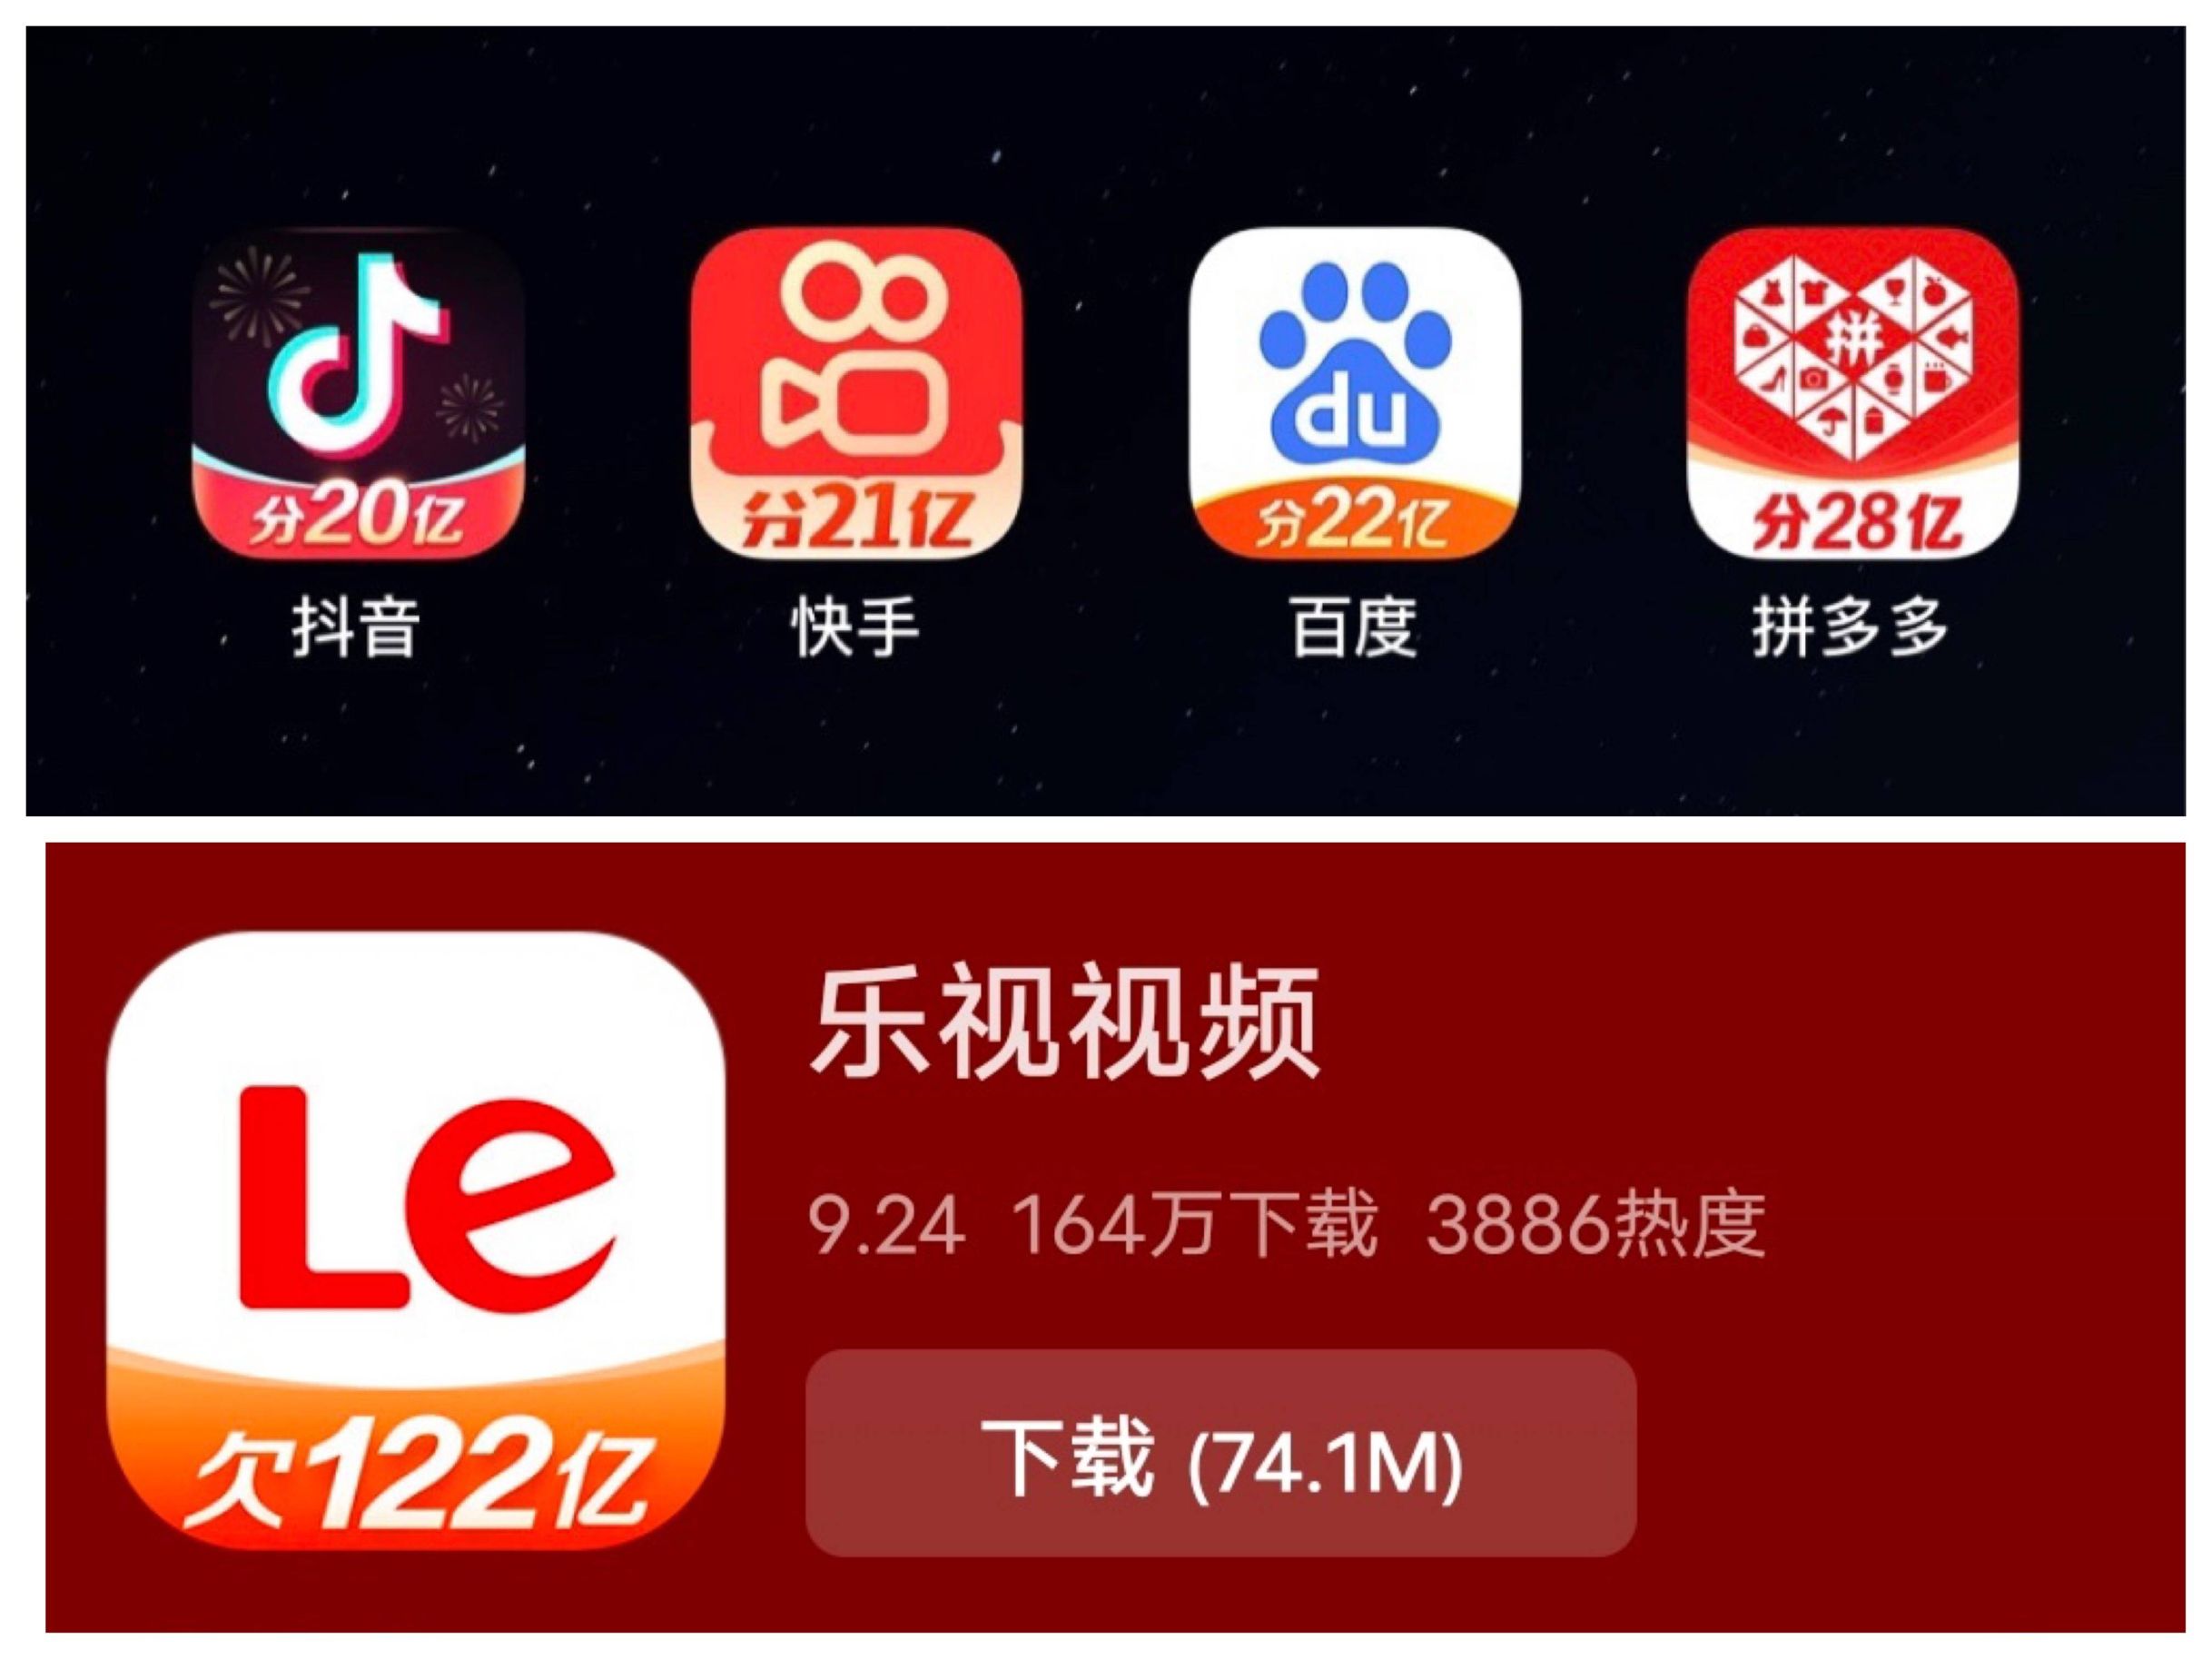 拼
du
分20亿
分21亿
分22亿
分28亿
抖音
快手
百度
拼多多
Le
欠122亿
乐视视频
9.24 164万下载 3886热度
下载 (74.1M)